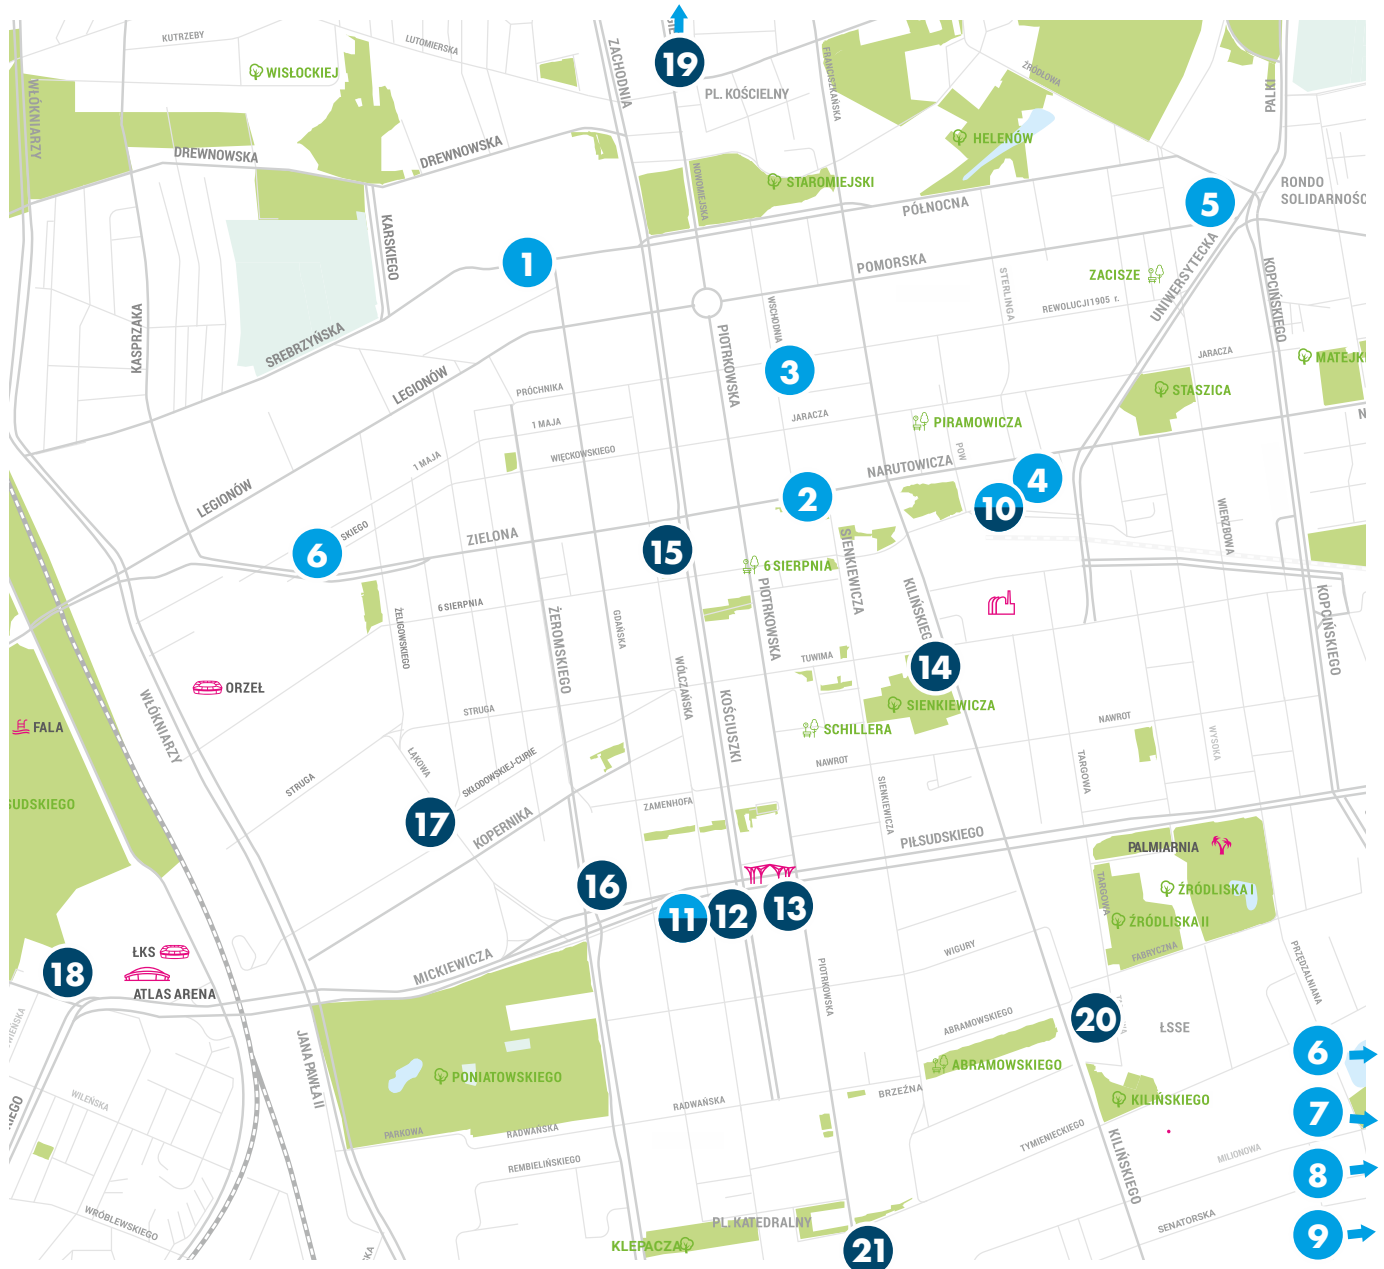 KUTRZEBY
LUTOMIERSKA
ZACHODNIA
19
FRANCISZKAŃSKA
ŹRÓDŁOWA
PALKI
WISŁOCKIEJ
WŁÓKNIARZY
PL. KOŚCIELNY
HELENÓW
DREWNOWSKA
DREWNOWSKA
STAROMIEJSKI
NOWOMIEJSKA
RONDO
SOLIDARNOŚC
PÓŁNOCNA
5
KARSKIEGO
1
POMORSKA
ZACISZE
UNIWERSYTECKA
KOPCIŃSKIEGO
STERLINGA
REWOLUCJI 1905 r.
WSCHODNIA
KASPRZAKA
SREBRZYŃSKA
PIOTRKOWSKA
3
LEGIONÓW
PRÓCHNIKA
JARACZA
MATEJK
STASZICA
1 MAJA
JARACZA
PIRAMOWICZA
N
WIĘCKOWSKIEGO
1 MAJA
POW
NARUTOWICZA
LEGIONÓW
4
2
10
WIERZBOWA
SKIEGO
6
ZIELONA
15
SIENKIEWICZA
6 SIERPNIA
6 SIERPNIA
ŻELIGOWSKIEGO
ŻEROMSKIEGO
GDAŃSKA
PIOTRKOWSKA
KILIŃSKIEG
KOPCIŃSKIEGO
TUWIMA
14
WÓLCZAŃSKA
ORZEŁ
WŁÓKNIARZY
KOŚCIUSZKI
SIENKIEWICZA
STRUGA
SCHILLERA
NAWROT
FALA
WYSOKA
ŁĄKOWA
NAWROT
TARGOWA
SKŁODOWSKIEJ-CURIE
STRUGA
SUDSKIEGO
ZAMENHOFA
SIENKIEWICZA
17
KOPERNIKA
PIŁSUDSKIEGO
PALMIARNIA
16
ŹRÓDLISKA I
TARGOWA
11
12
13
ŹRÓDLISKA II
WIGURY
FABRYCZNA
ŁKS
18
MICKIEWICZA
PIOTRKOWSKA
PRZĘDZALNIANA
ATLAS ARENA
ABRAMOWSKIEGO
20
ŁSSE
JANA PAWŁA II
6
ABRAMOWSKIEGO
PONIATOWSKIEGO
BRZEŹNA
WILEŃSKA
RADWAŃSKA
KILIŃSKIEGO
7
PARKOWA
RADWAŃSKA
TYMIENIECKIEGO
KILIŃSKIEGO
MILIONOWA
REMBIELIŃSKIEGO
8
WRÓBLEWSKIEGO
PL. KATEDRALNY
SENATORSKA
9
KLEPACZA
21